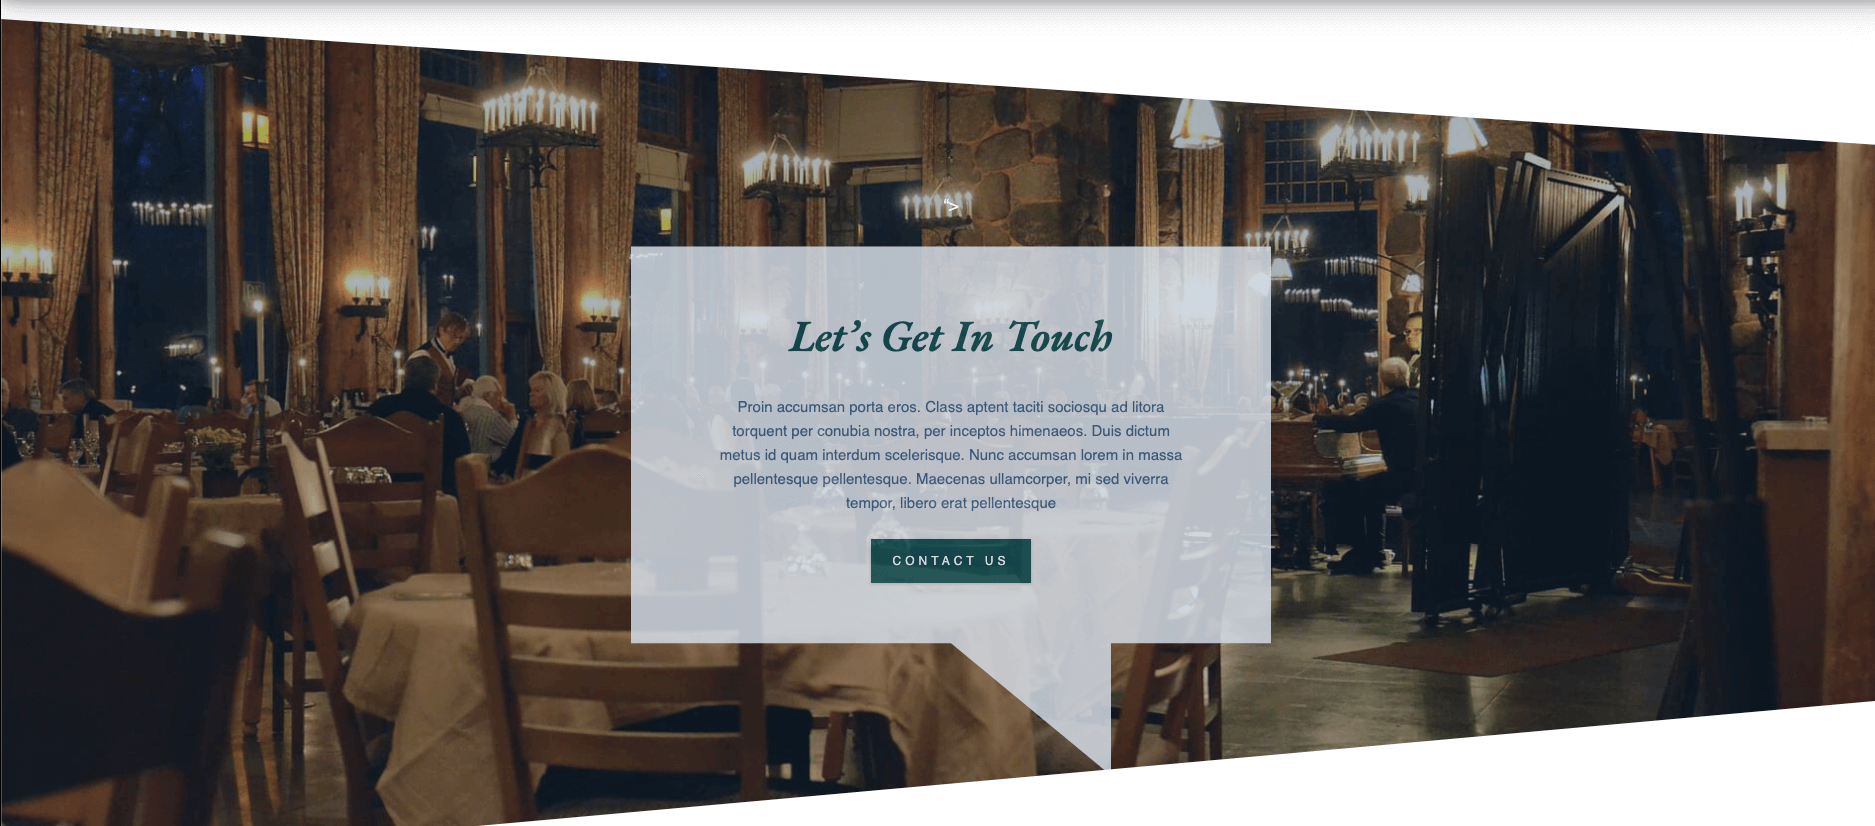 ">
Let’s Get In Touch
Proin accumsan porta eros. Class aptent taciti sociosqu ad litora
torquent per conubia nostra, per inceptos himenaeos. Duis dictum
metus id quam interdum scelerisque. Nunc accumsan lorem in massa
pellentesque pellentesque. Maecenas ullamcorper, mi sed viverra
tempor, libero erat pellentesque
CONTACT US